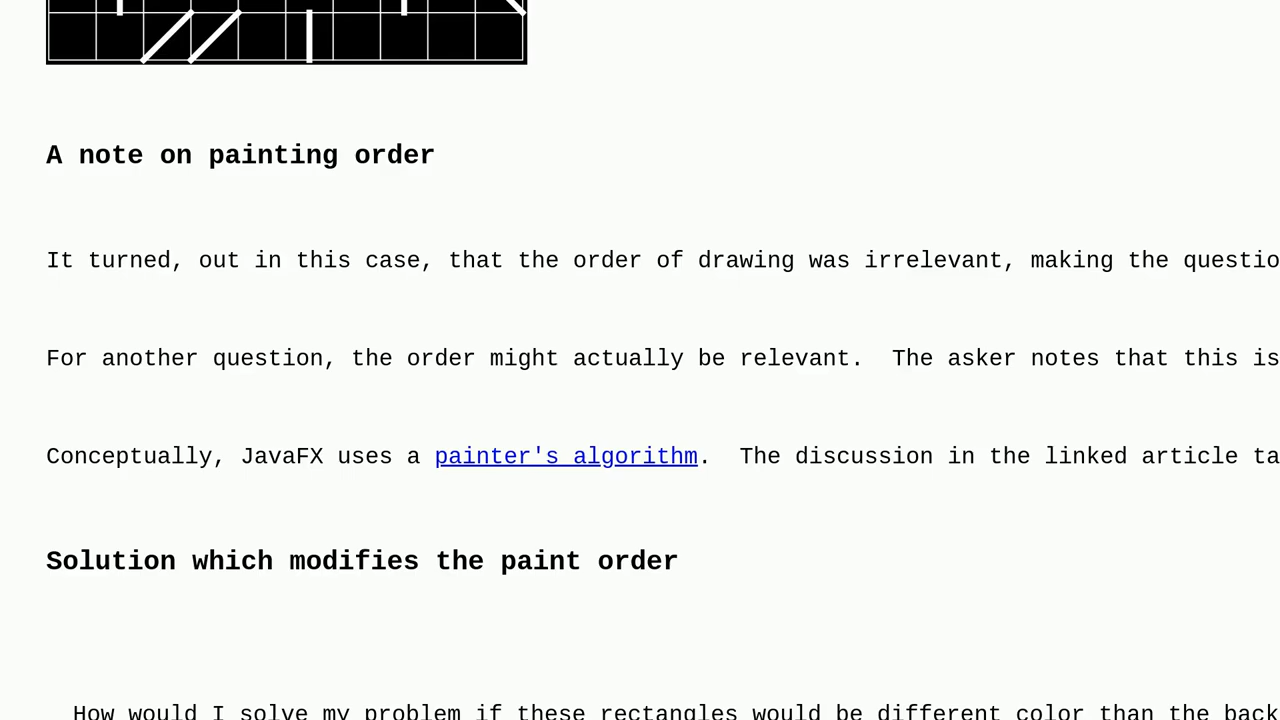 A note on painting order
It turned, out in this case, that the order of drawing was irrelevant, making the questio
For another question, the order might actually be relevant.  The asker notes that this is
Conceptually, JavaFX uses a painter's algorithm.  The discussion in the linked article ta
Solution which modifies the paint order
How would I solve my problem if these rectangles would be different color than the back